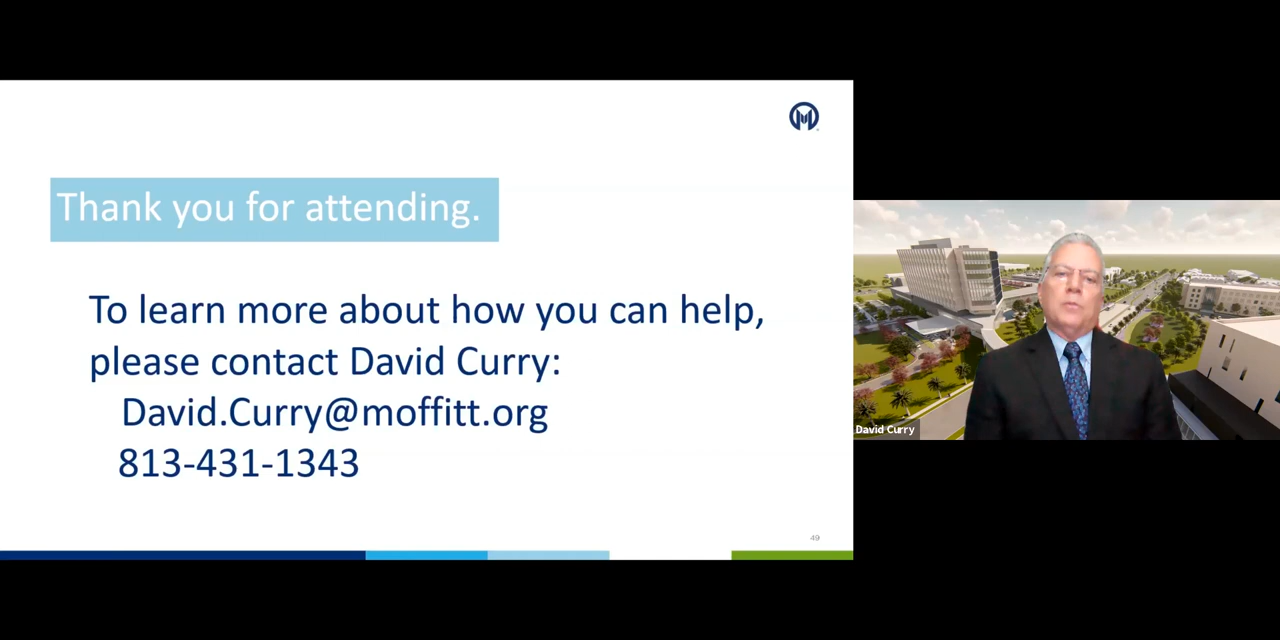 Thank you for attending.
To learn more about how you can help,
please contact David Curry:
David.Curry@moffitt.org
813-431-1343
49
David Curry